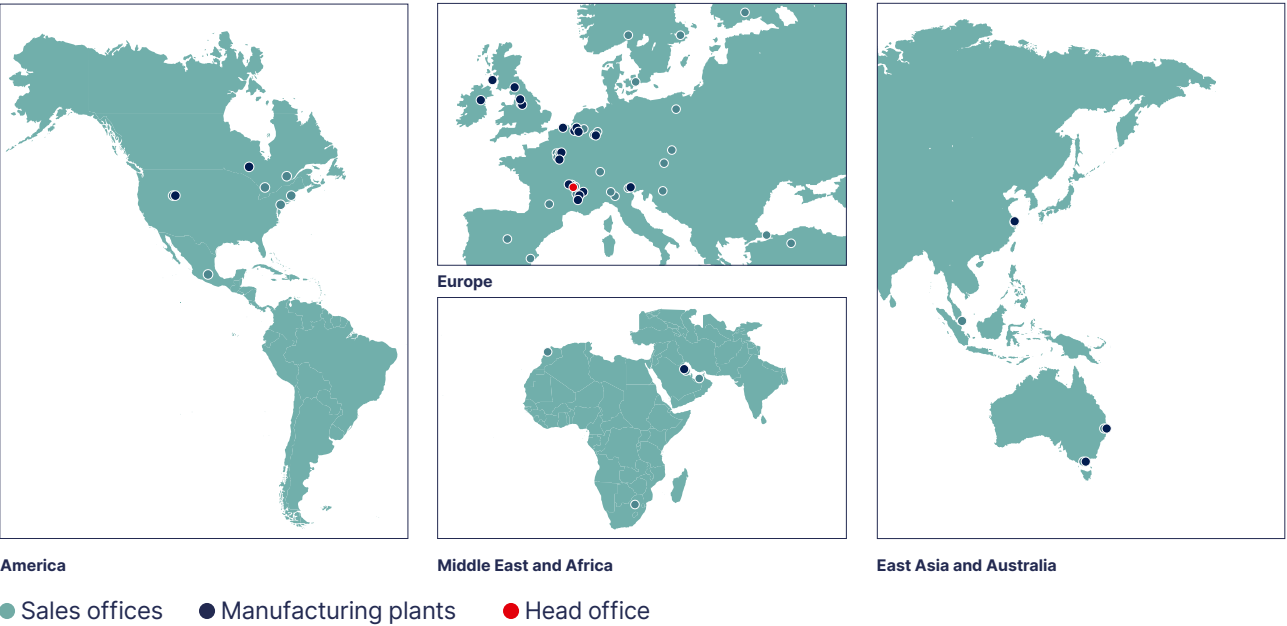 Europe
America
Middle East and Africa
East Asia and Australia
Sales offices
Manufacturing plants
Head office